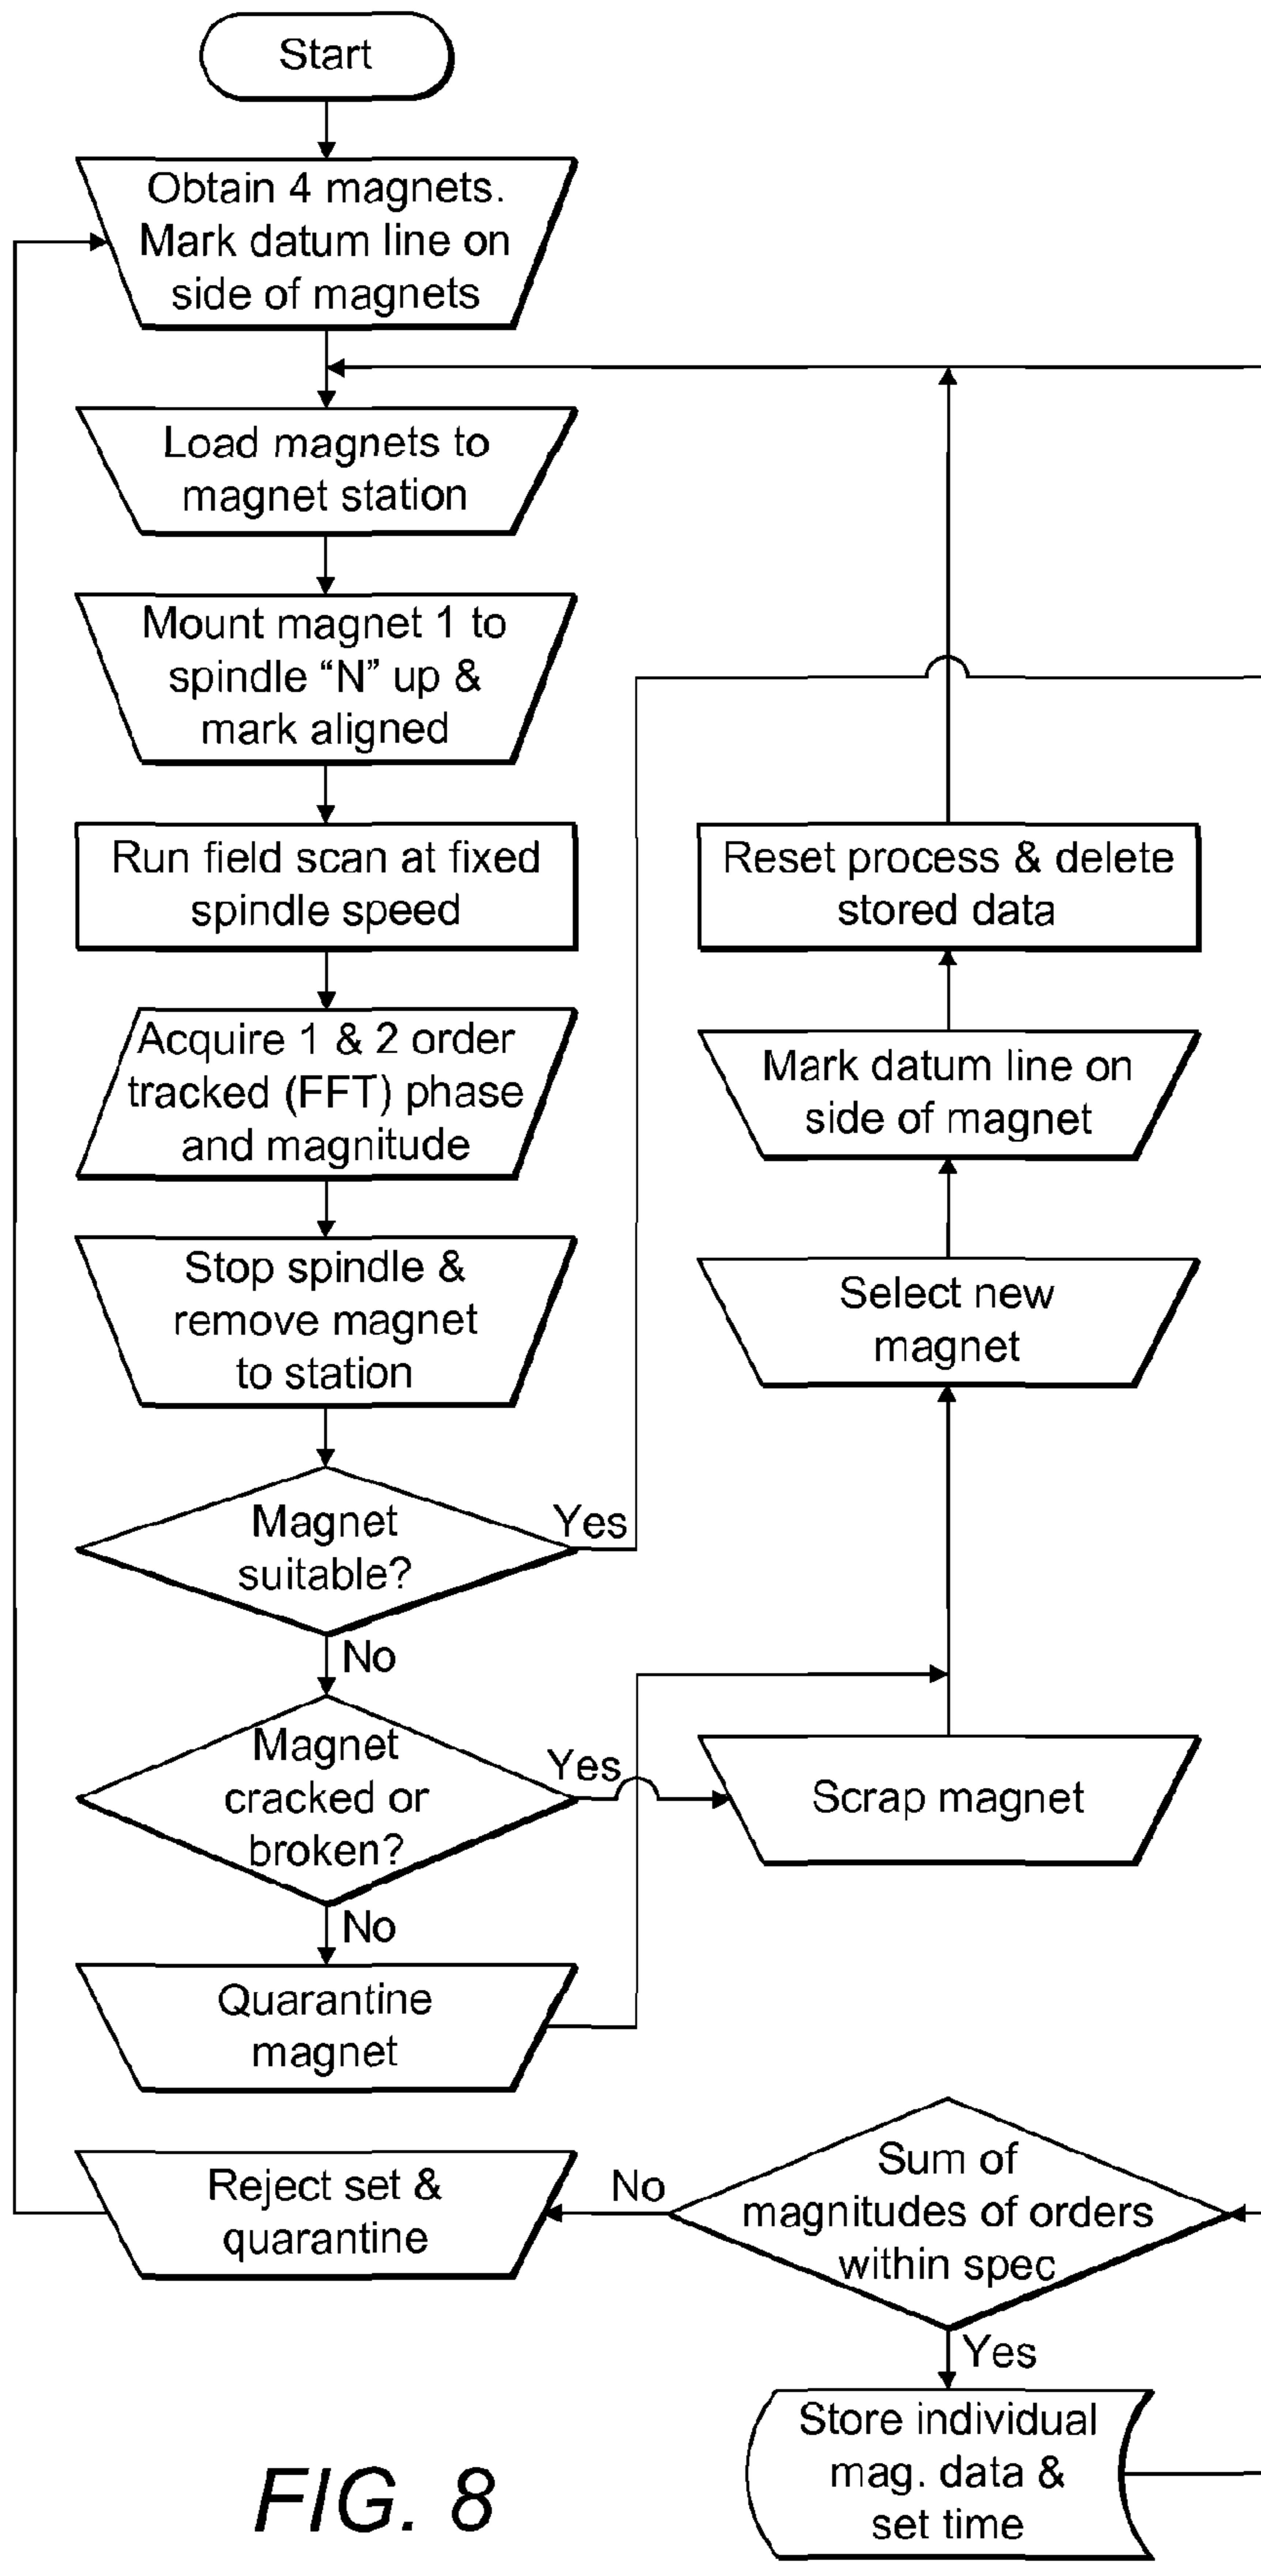 Start
Obtain 4 magnets.
Mark datum line on
side of magnets
Load magnets to
magnet station
Mount magnet 1 to
spindle “N” up &
mark aligned
Run field scan at fixed
spindle speed
Acquire 1 & 2 order
tracked (FFT) phase
and magnitude
Stop spindle &
remove magnet
to station
Magnet
suitable?
Yes
No
Magnet
cracked or
broken?
Yes
No
Quarantine
magnet
Reset process & delete
stored data
Mark datum line on
side of magnet
Select new
magnet
Scrap magnet
Reject set &
quarantine
No
Sum of
magnitudes of orders
within spec
Yes
Store individual
mag. data &
set time
FIG. 8